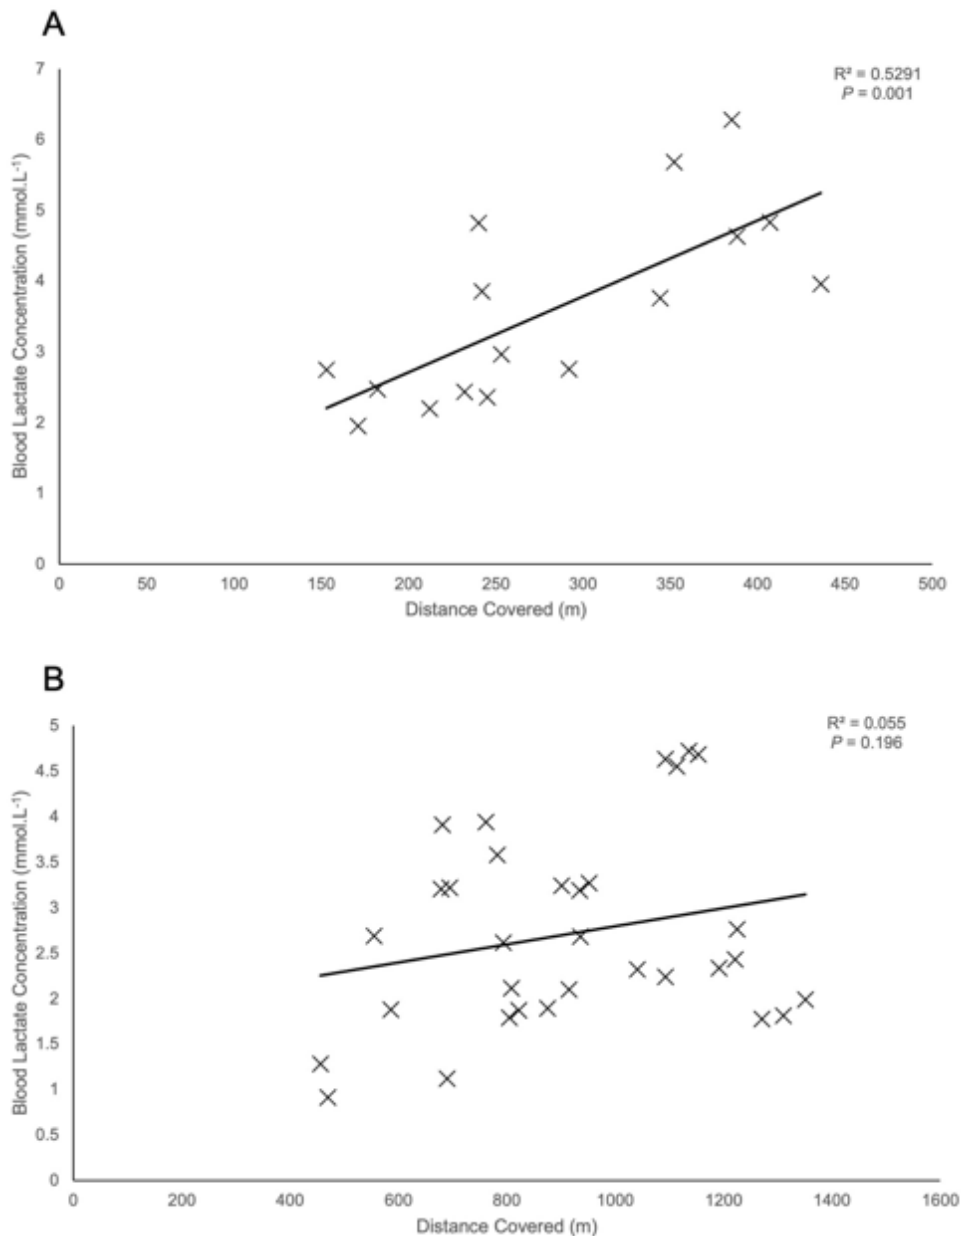 A
R² = 0.5291
P = 0.001
7
6
5
4
3
2
1
0
Blood Lactate Concentration (mmol.L⁻¹)
0 50 100 150 200 250 300 350 400 450 500
Distance Covered (m)
B
R² = 0.055
P = 0.196
5
4.5
4
3.5
3
2.5
2
1.5
1
0.5
0
Blood Lactate Concentration (mmol.L⁻¹)
0 200 400 600 800 1000 1200 1400 1600
Distance Covered (m)